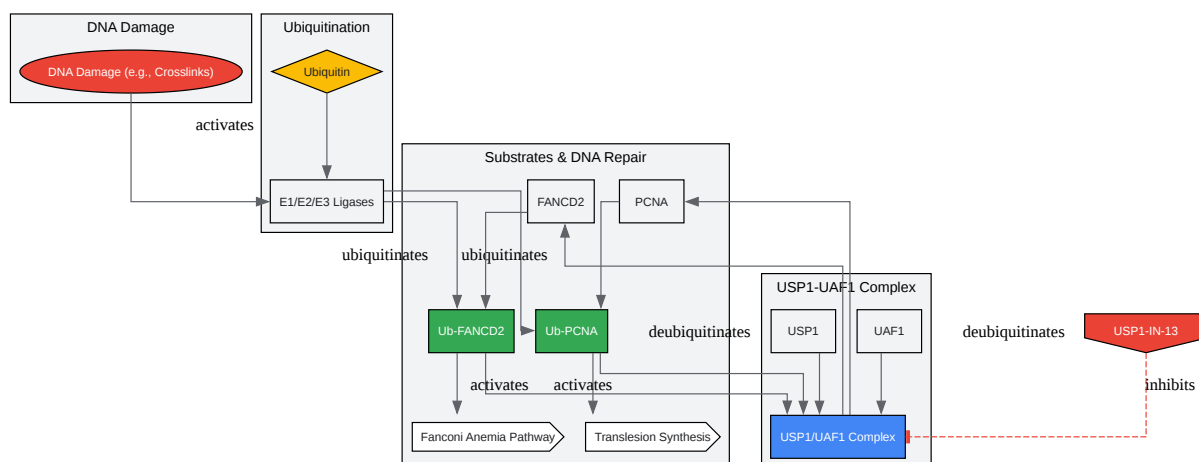 DNA Damage
Ubiquitination
DNA Damage (e.g., Crosslinks)
Ubiquitin
activates
Substrates & DNA Repair
E1/E2/E3 Ligases
FANCD2
PCNA
ubiquitinates
ubiquitinates
USP1-UAF1 Complex
Ub-FANCD2
Ub-PCNA
deubiquitinates
USP1
UAF1
deubiquitinates
USP1-IN-13
activates
activates
inhibits
Fanconi Anemia Pathway
Translesion Synthesis
USP1/UAF1 Complex